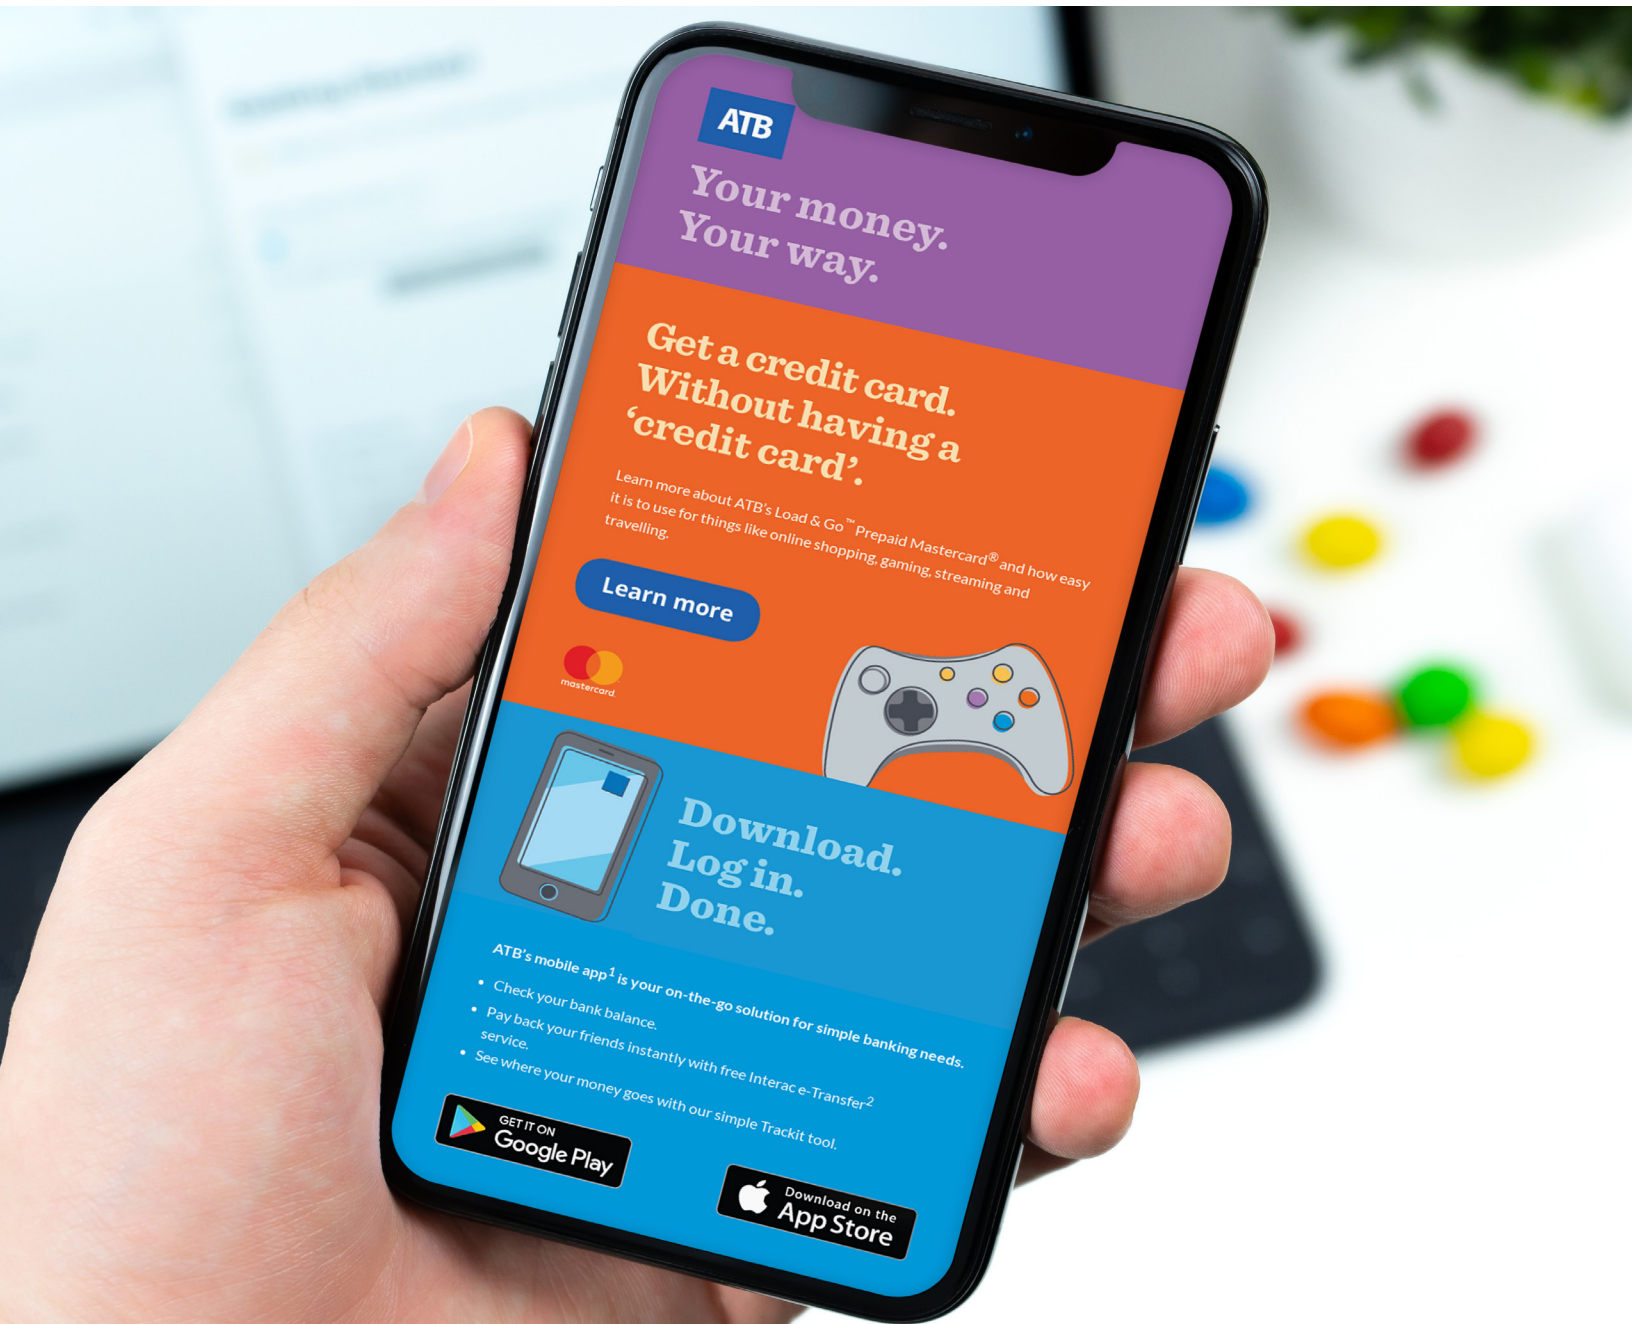 ATB
Your money.
Your way.
Get a credit card.
Without having a
‘credit card’.
Learn more about ATB's Load & Go™ Prepaid Mastercard® and how easy
it is to use for things like online shopping, gaming, streaming and
travelling.
Learn more
mastercard
Download.
Log in.
Done.
ATB's mobile app1 is your on-the-go solution for simple banking needs.
• Check your bank balance.
• Pay back your friends instantly with free Interac e-Transfer2
service.
• See where your money goes with our simple Trackit tool.
GET IT ON
Google Play
Download on the
App Store